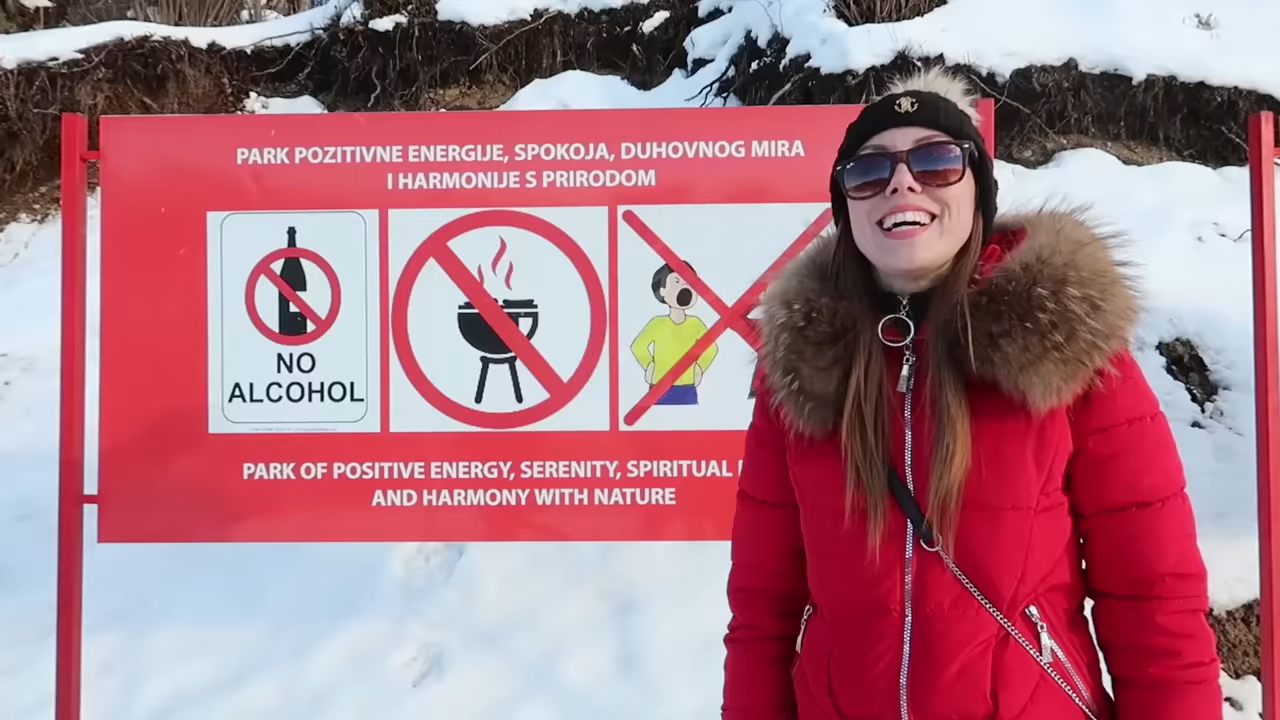 PARK POZITIVNE ENERGIJE, SPOKOJA, DUHOVNOG MIRA
I HARMONIJE S PRIRODOM
NO
ALCOHOL
PARK OF POSITIVE ENERGY, SERENITY, SPIRITUAL
AND HARMONY WITH NATURE